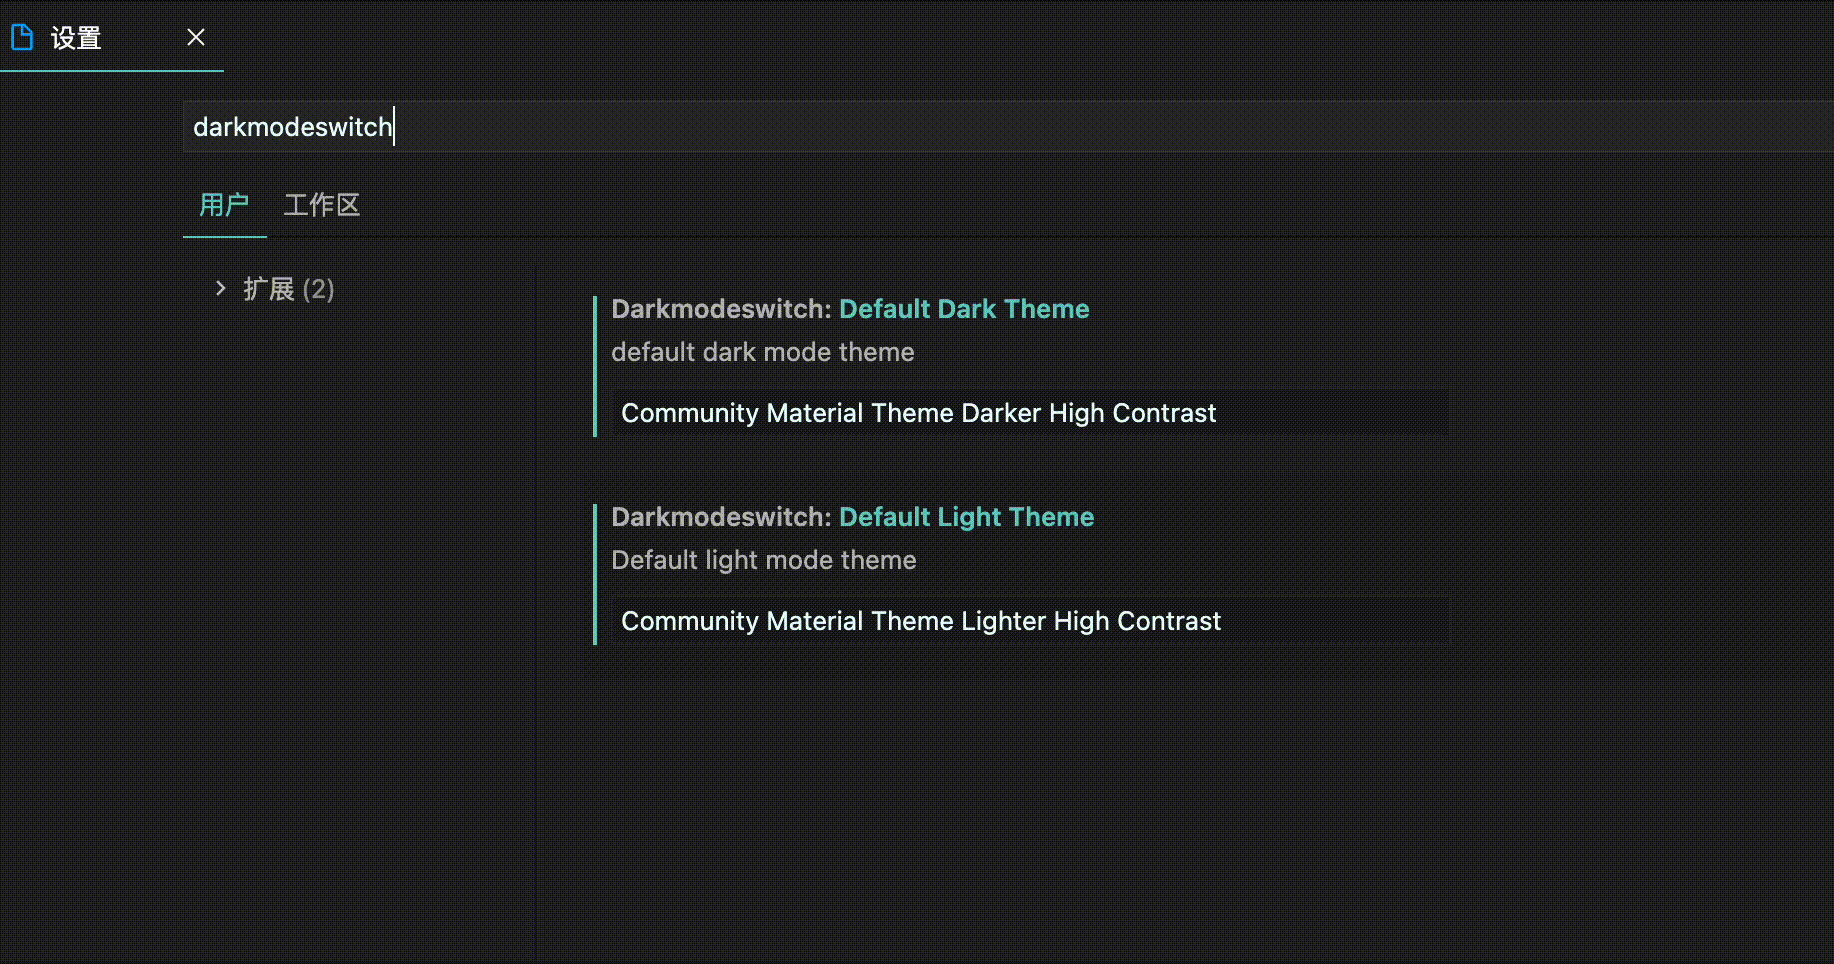 设置
darkmodeswitch
用户 工作区
扩展 (2)
Darkmodeswitch: Default Dark Theme
default dark mode theme
Community Material Theme Darker High Contrast
Darkmodeswitch: Default Light Theme
Default light mode theme
Community Material Theme Lighter High Contrast